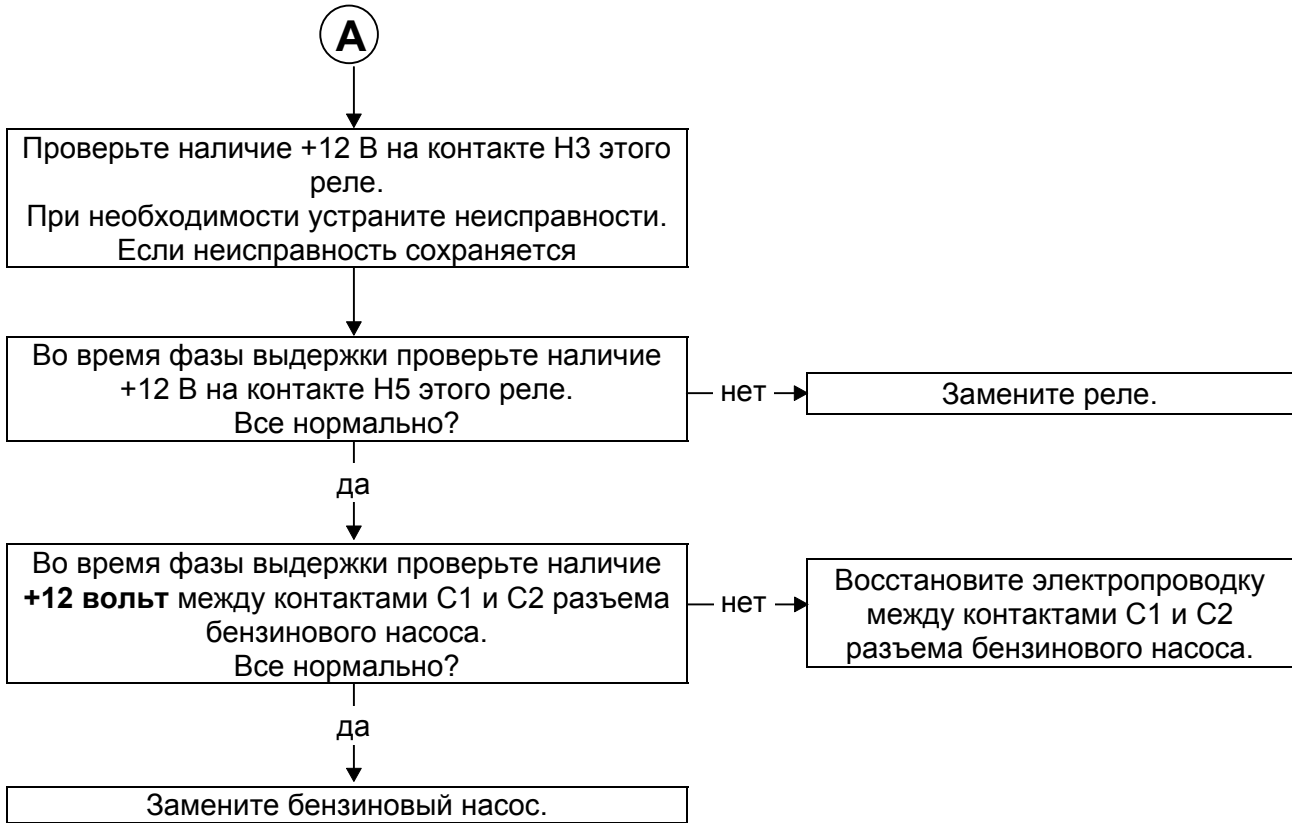 А
Проверьте наличие +12 В на контакте Н3 этого
реле.
При необходимости устраните неисправности.
Если неисправность сохраняется
Во время фазы выдержки проверьте наличие
+12 В на контакте Н5 этого реле.
Все нормально?
нет
Замените реле.
да
Во время фазы выдержки проверьте наличие
+12 вольт между контактами С1 и С2 разъема
бензинового насоса.
Все нормально?
нет
Восстановите электропроводку
между контактами С1 и С2
разъема бензинового насоса.
да
Замените бензиновый насос.